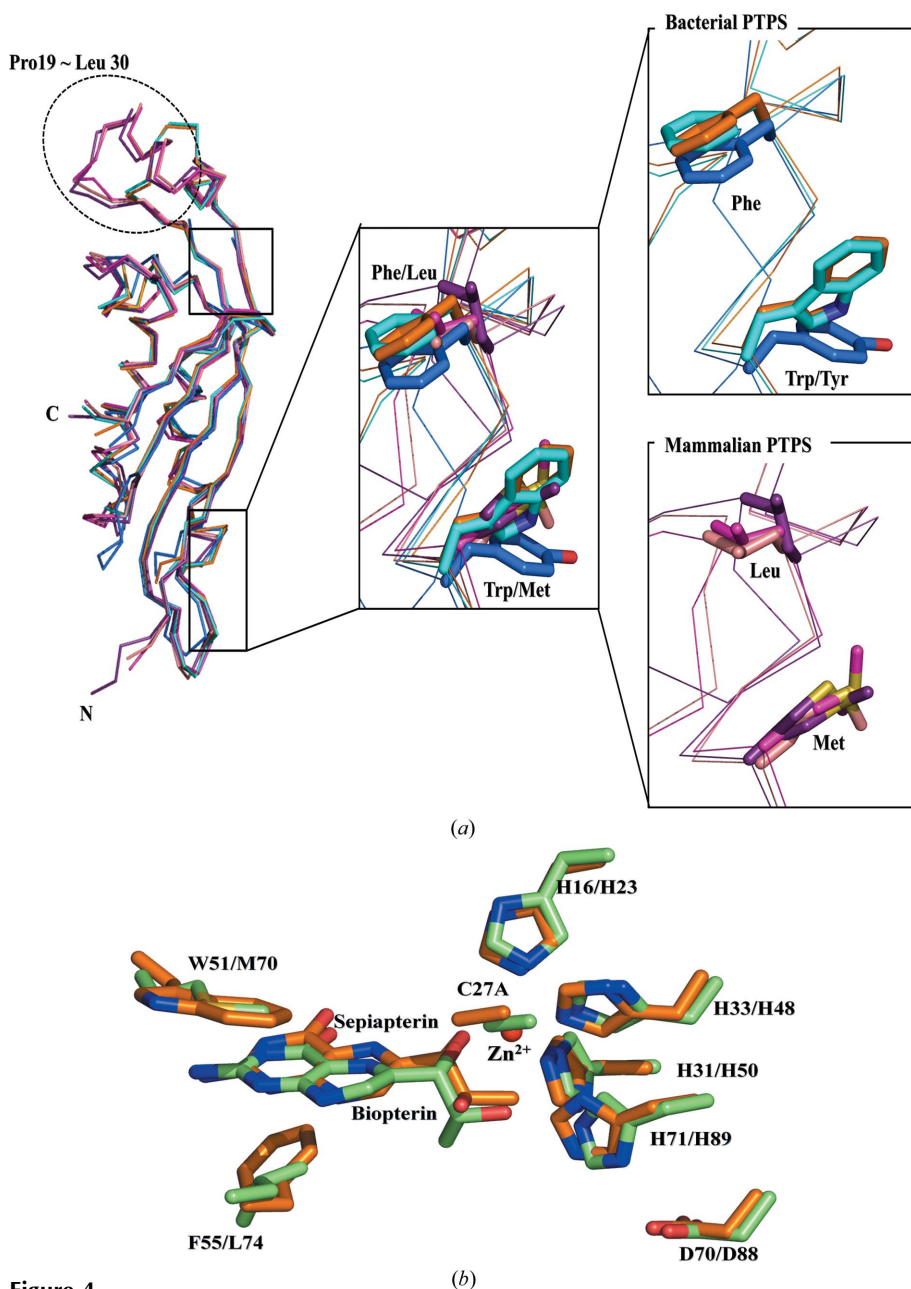 Bacterial PTPS
Pro19 ~ Leu 30
Phe
Phe/Leu
Trp/Tyr
C
Mammalian PTPS
Trp/Met
Leu
N
Met
(a)
H16/H23
W51/M70
C27A
H33/H48
Sepiapterin
Zn²⁺
H31/H50
Biopterin
H71/H89
F55/L74
D70/D88
(b)
Figure 4